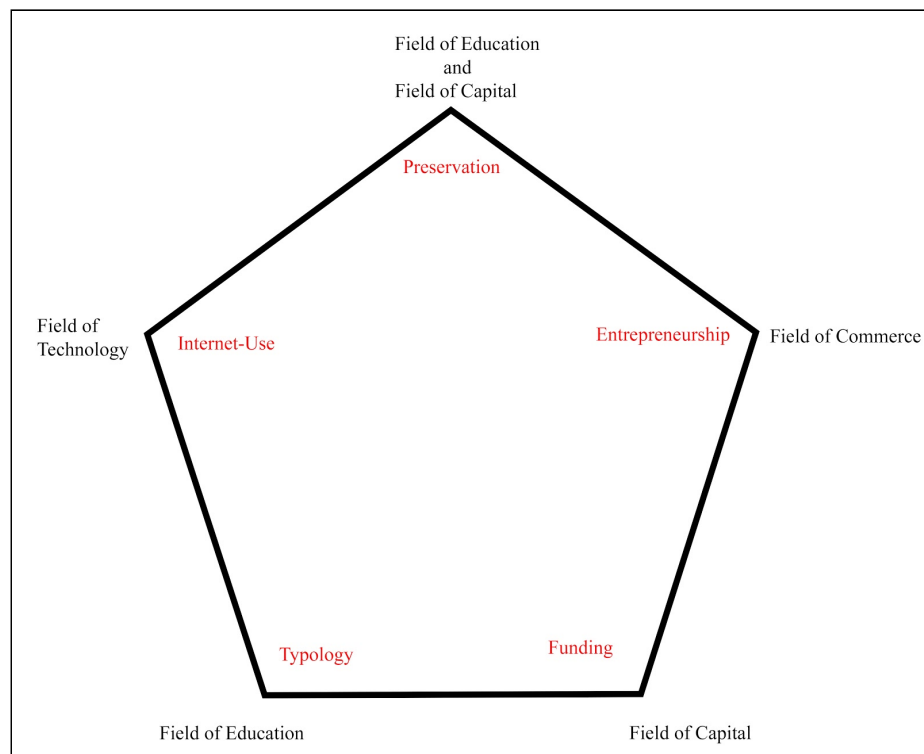 Field of Education
and
Field of Capital
Preservation
Field of
Technology
Internet-Use
Entrepreneurship
Field of Commerce
Typology
Funding
Field of Education
Field of Capital